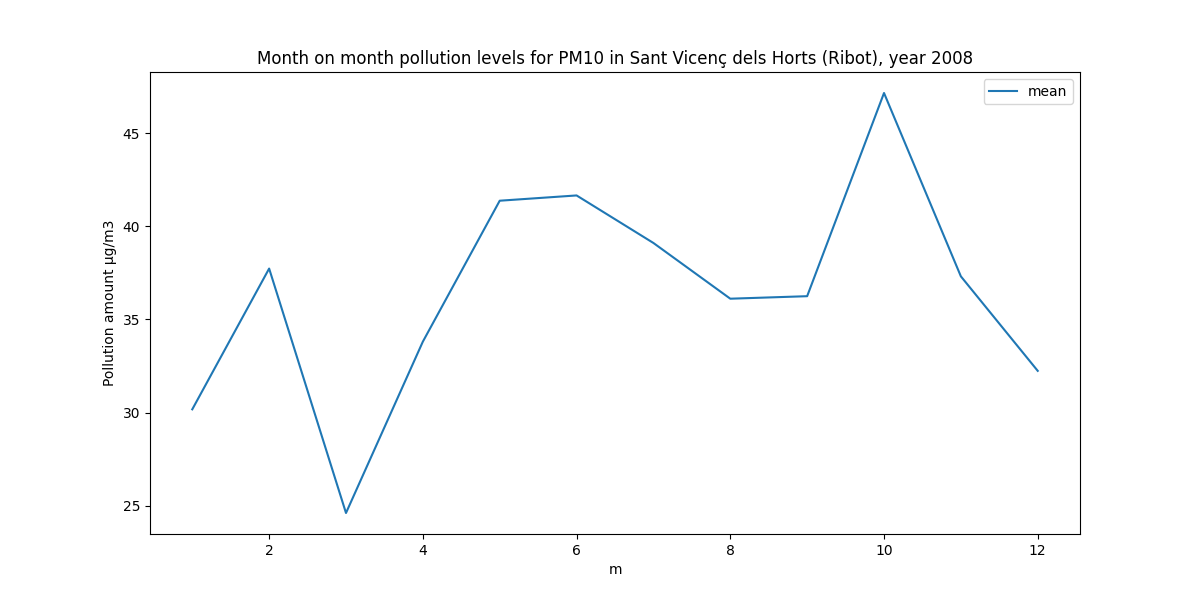 Month on month pollution levels for PM10 in Sant Vicenç dels Horts (Ribot), year 2008
mean
45
40
35
30
25
Pollution amount µg/m3
2
4
6
8
10
12
m